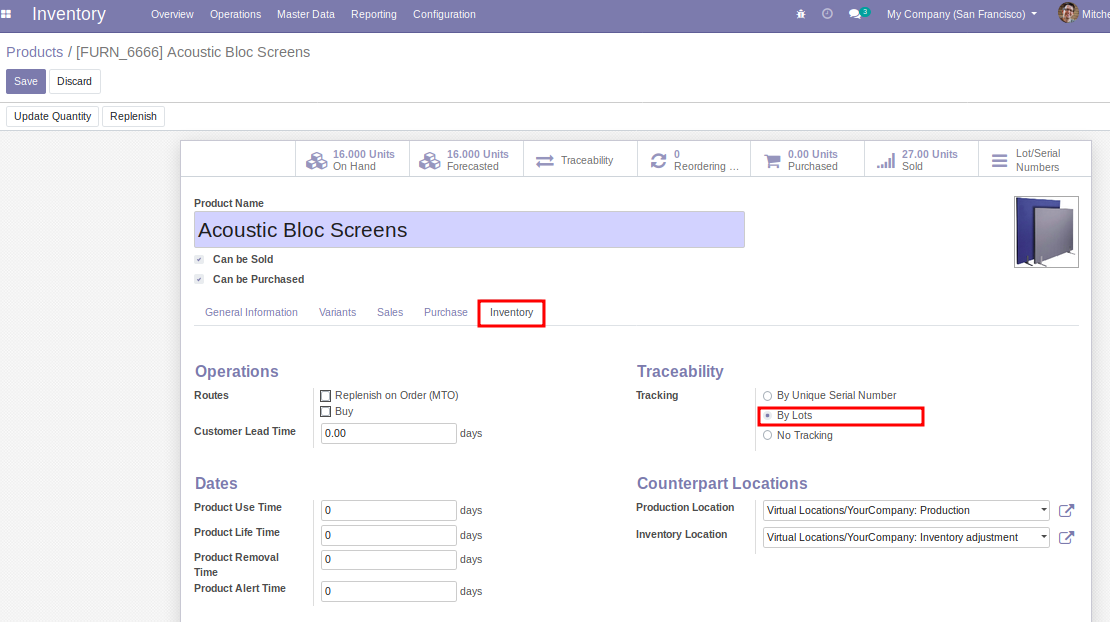 Inventory Overview Operations Master Data Reporting Configuration 3 My Company (San Francisco)
Products / [FURN_6666] Acoustic Bloc Screens
Save Discard
Update Quantity Replenish
16.000 Units
On Hand
16.000 Units
Forecasted
Traceability
0
Reordering ...
0.00 Units
Purchased
27.00 Units
Sold
Lot/Serial
Numbers
Product Name
Acoustic Bloc Screens
Can be Sold
Can be Purchased
General Information Variants Sales Purchase Inventory
Operations
Routes
Replenish on Order (MTO)
Buy
Customer Lead Time 0.00 days
Traceability
Tracking
By Unique Serial Number
By Lots
No Tracking
Dates
Product Use Time 0 days
Product Life Time 0 days
Product Removal
Time
0 days
Product Alert Time 0 days
Counterpart Locations
Production Location Virtual Locations/YourCompany: Production
Inventory Location Virtual Locations/YourCompany: Inventory adjustment